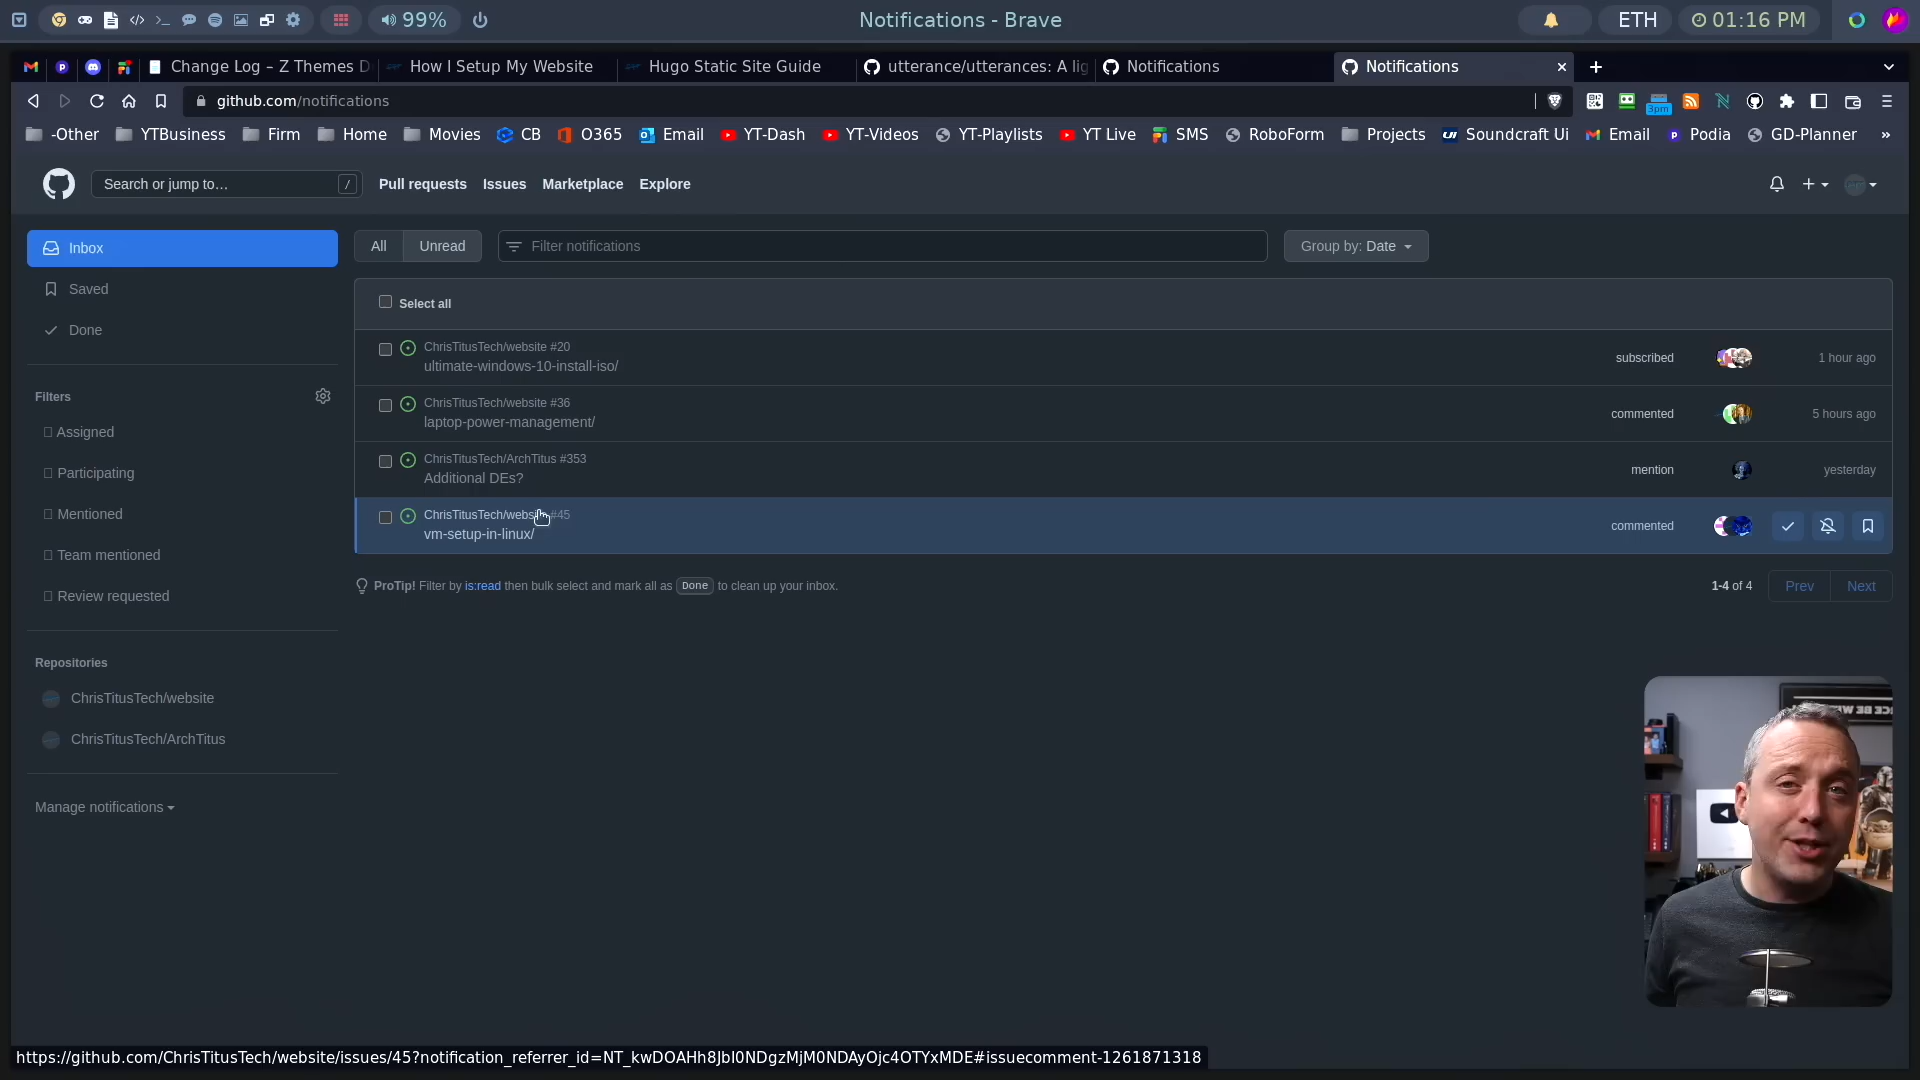 99%
Notifications - Brave
ETH
01:16 PM
Change Log – Z Themes D
How I Setup My Website
Hugo Static Site Guide
utterance/utterances: A lig
Notifications
Notifications
github.com/notifications
3pm
-Other
YTBusiness
Firm
Home
Movies
CB
O365
Email
YT-Dash
YT-Videos
YT-Playlists
YT Live
SMS
RoboForm
Projects
Soundcraft Ui
Email
Podia
GD-Planner
Search or jump to…
/
Pull requests
Issues
Marketplace
Explore
Inbox
Saved
Done
Filters
Assigned
Participating
Mentioned
Team mentioned
Review requested
Repositories
ChrisTitusTech/website
ChrisTitusTech/ArchTitus
Manage notifications
All
Unread
Filter notifications
Group by: Date
Select all
ChrisTitusTech/website #20
ultimate-windows-10-install-iso/
subscribed
1 hour ago
ChrisTitusTech/website #36
laptop-power-management/
commented
5 hours ago
ChrisTitusTech/ArchTitus #353
Additional DEs?
mention
yesterday
ChrisTitusTech/website #45
vm-setup-in-linux/
commented
ProTip! Filter by is:read then bulk select and mark all as Done to clean up your inbox.
1-4 of 4
Prev
Next
https://github.com/ChrisTitusTech/website/issues/45?notification_referrer_id=NT_kwDOAHh8JbI0NDgzMjM0NDAyOjc4OTYxMDE#issuecomment-1261871318